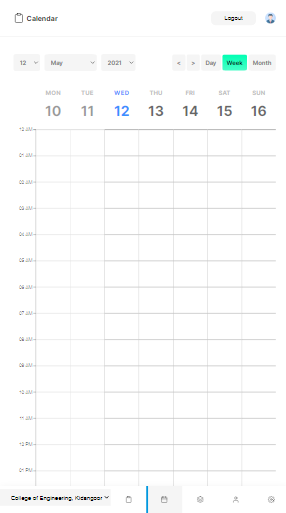 Calendar
Logout
12 May 2021 < > Day Week Month
MON TUE WED THU FRI SAT SUN
10 11 12 13 14 15 16
12 AM
01 AM
02 AM
03 AM
04 AM
05 AM
06 AM
07 AM
08 AM
09 AM
10 AM
11 AM
12 PM
01 PM
College of Engineering, Kidangoor